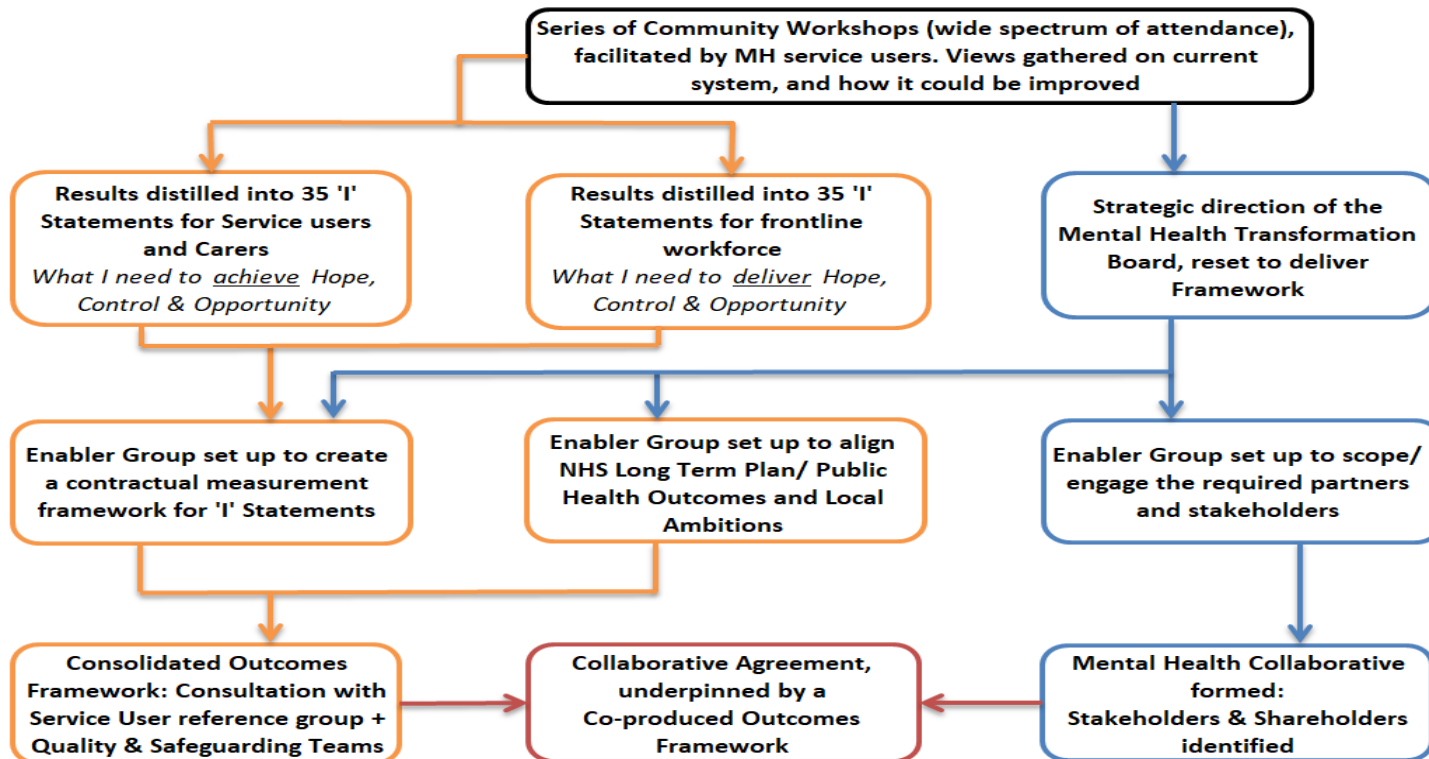 Series of Community Workshops (wide spectrum of attendance),
facilitated by MH service users. Views gathered on current
system, and how it could be improved
Results distilled into 35 'I'
Statements for Service users
and Carers
What I need to achieve Hope,
Control & Opportunity
Results distilled into 35 'I'
Statements for frontline
workforce
What I need to deliver Hope,
Control & Opportunity
Strategic direction of the
Mental Health Transformation
Board, reset to deliver
Framework
Enabler Group set up to create
a contractual measurement
framework for 'I' Statements
Enabler Group set up to align
NHS Long Term Plan/ Public
Health Outcomes and Local
Ambitions
Enabler Group set up to scope/
engage the required partners
and stakeholders
Consolidated Outcomes
Framework: Consultation with
Service User reference group +
Quality & Safeguarding Teams
Collaborative Agreement,
underpinned by a
Co-produced Outcomes
Framework
Mental Health Collaborative
formed:
Stakeholders & Shareholders
identified